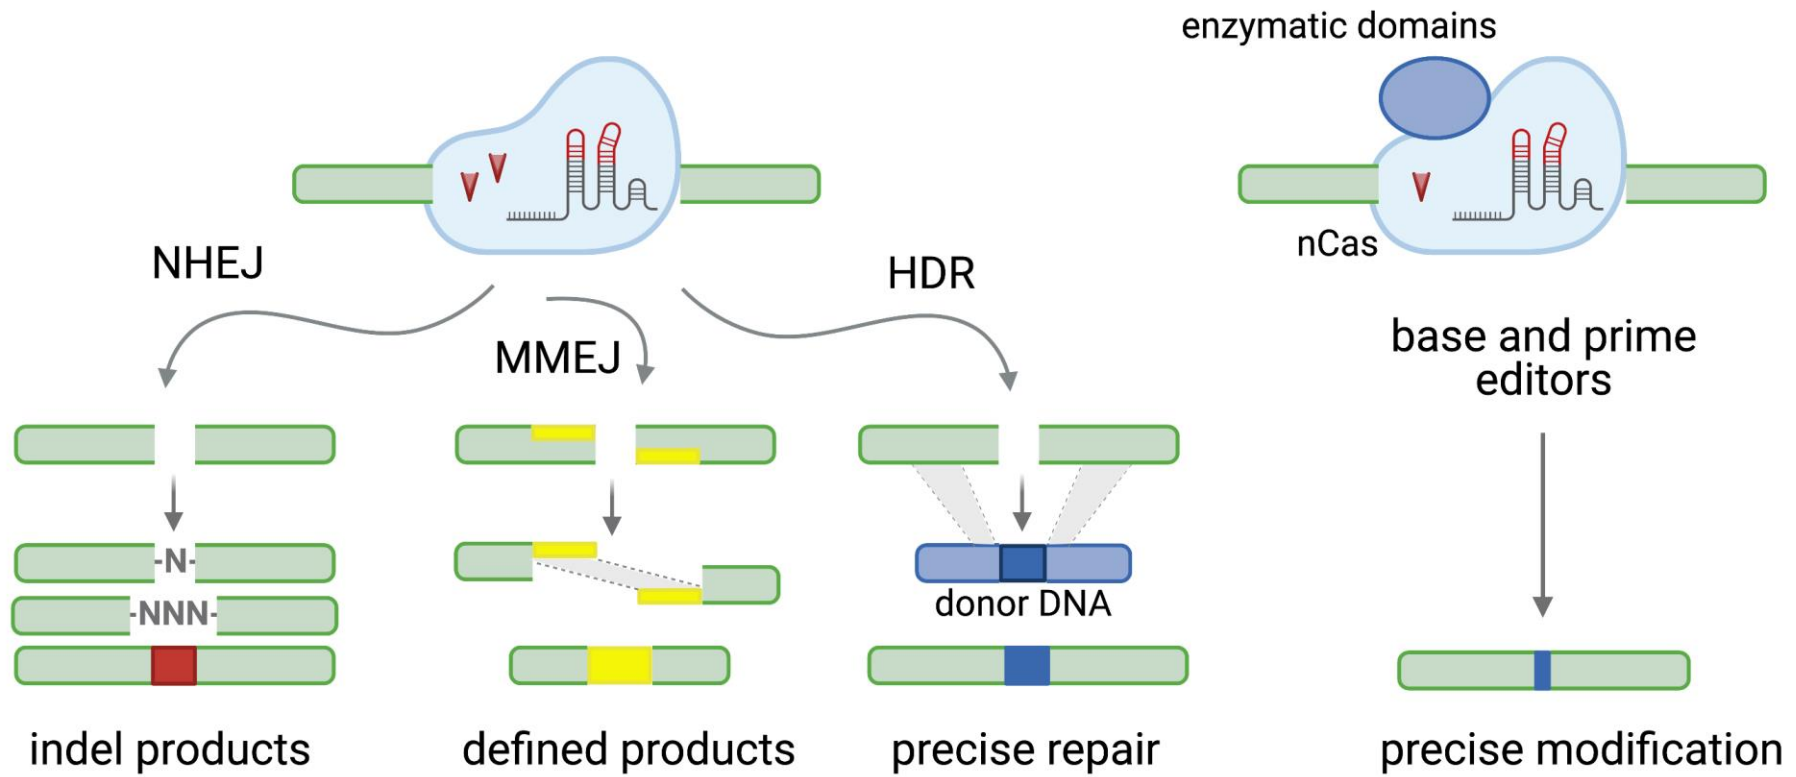 enzymatic domains
nCas
NHEJ
MMEJ
HDR
base and prime
editors
-N-
-NNN-
donor DNA
indel products
defined products
precise repair
precise modification